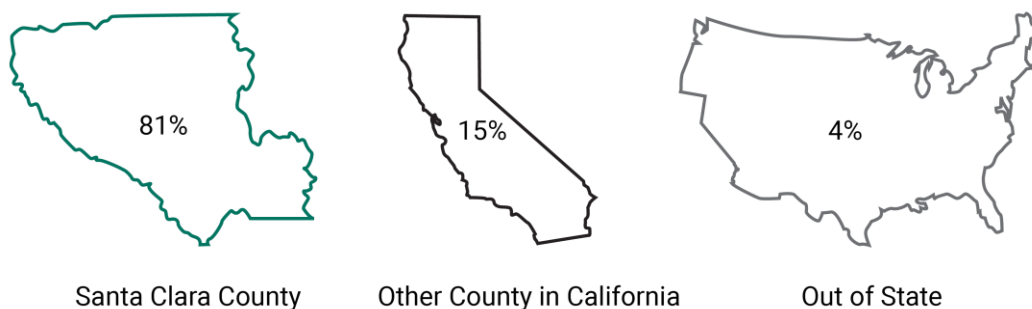 81%
15%
4%
Santa Clara County
Other County in California
Out of State